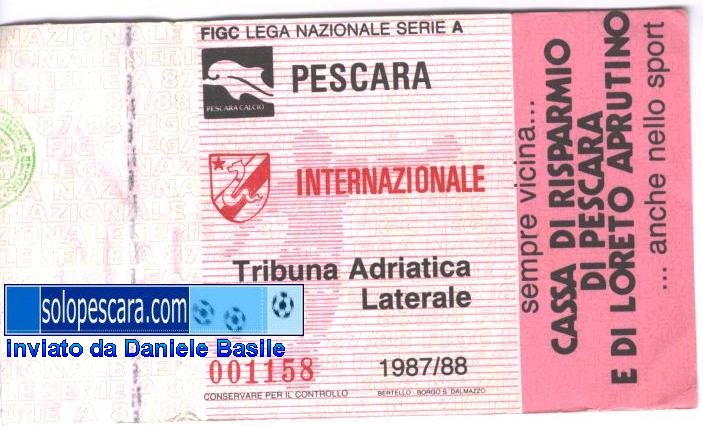 FIGC LEGA NAZIONALE SERIE A
PESCARA CALCIO
PESCARA
INTERNAZIONALE
Tribuna Adriatica
Laterale
001158
1987/88
CONSERVARE PER IL CONTROLLO
BERTELLO - BORGO S. DALMAZZO
sempre vicina...
CASSA DI RISPARMIO
DI PESCARA
E DI LORETO APRUTINO
... anche nello sport
solopescara.com
inviato da Daniele Basile